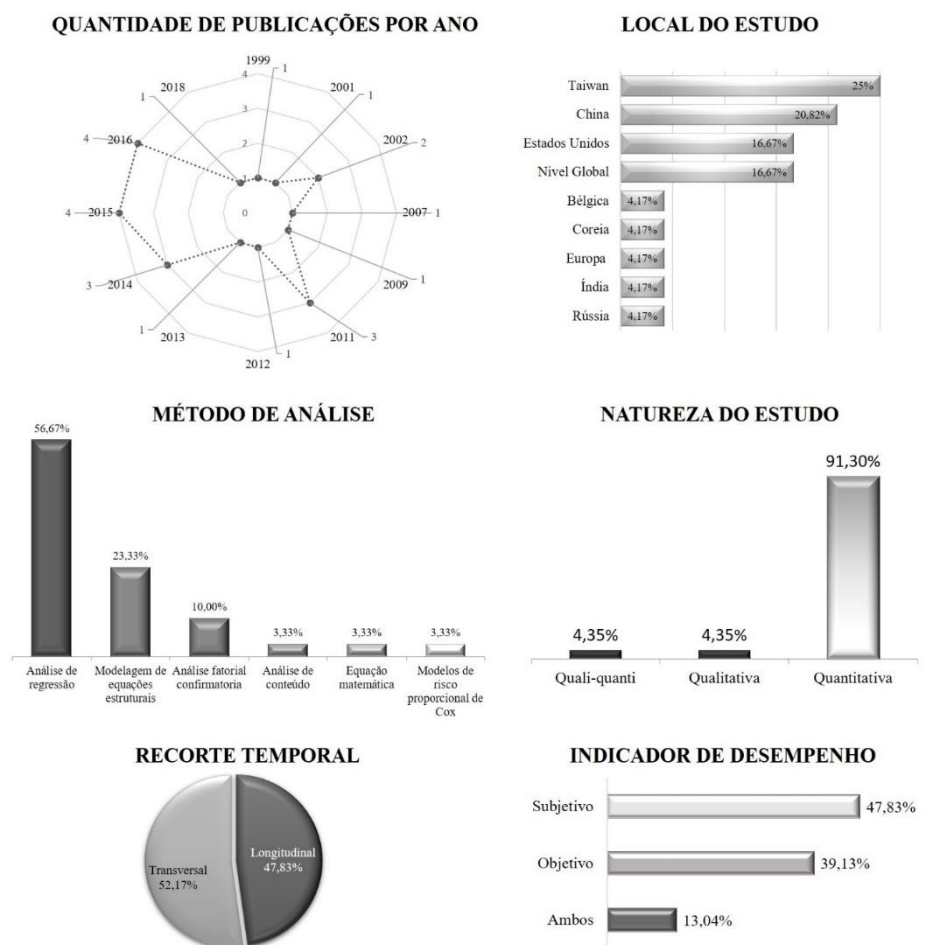 QUANTIDADE DE PUBLICAÇÕES POR ANO
1999
1
2001
1
2002
2
2007
1
2009
1
2011
3
2012
1
2013
1
2014
3
2015
4
2016
4
2018
1
4
3
2
1
0
LOCAL DO ESTUDO
Taiwan 25%
China 20,82%
Estados Unidos 16,67%
Nivel Global 16,67%
Bélgica 4,17%
Coreia 4,17%
Europa 4,17%
Índia 4,17%
Rússia 4,17%
MÉTODO DE ANÁLISE
56,67%
23,33%
10,00%
3,33%
3,33%
3,33%
Análise de
regressão
Modelagem de
equações
estruturais
Análise fatorial
confirmatoria
Análise de
conteúdo
Equação
matemática
Modelos de
risco
proporcional de
Cox
NATUREZA DO ESTUDO
4,35%
4,35%
91,30%
Quali-quanti
Qualitativa
Quantitativa
RECORTE TEMPORAL
Transversal
52,17%
Longitudinal
47,83%
INDICADOR DE DESEMPENHO
Subjetivo 47,83%
Objetivo 39,13%
Ambos 13,04%